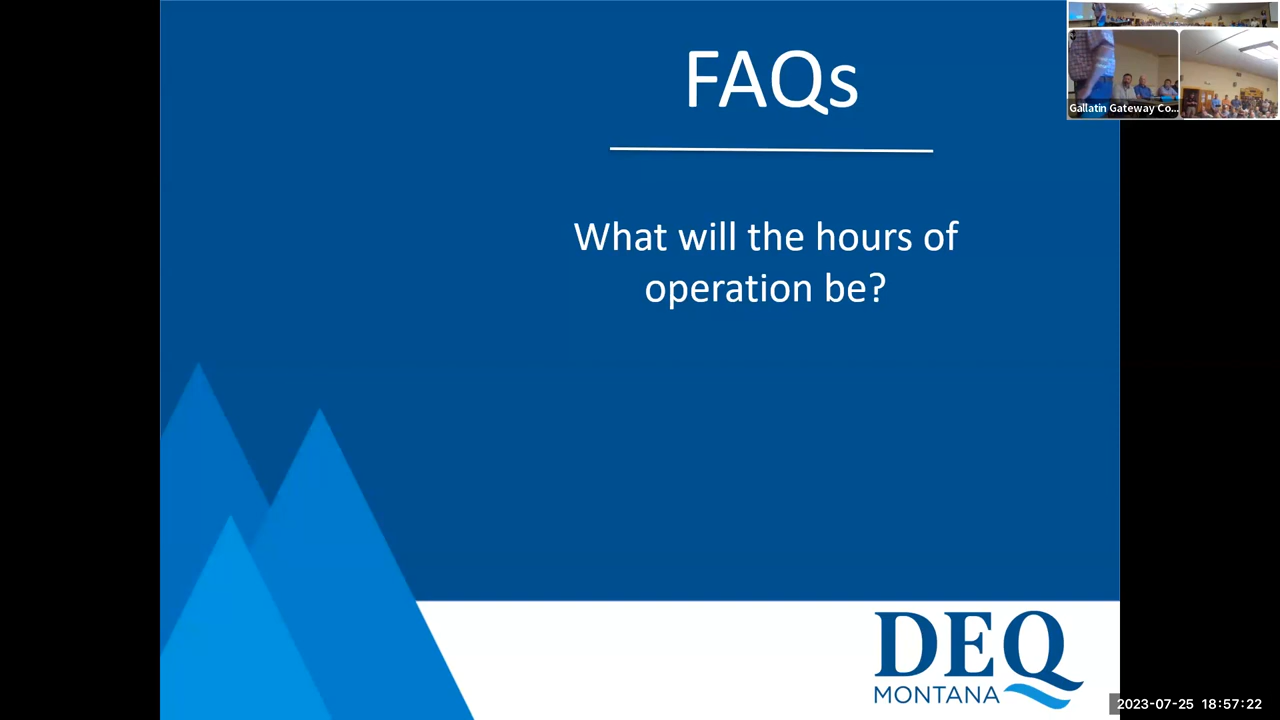 FAQs
Gallatin Gateway Co...
What will the hours of
operation be?
DEQ
MONTANA
2023-07-25 18:57:22